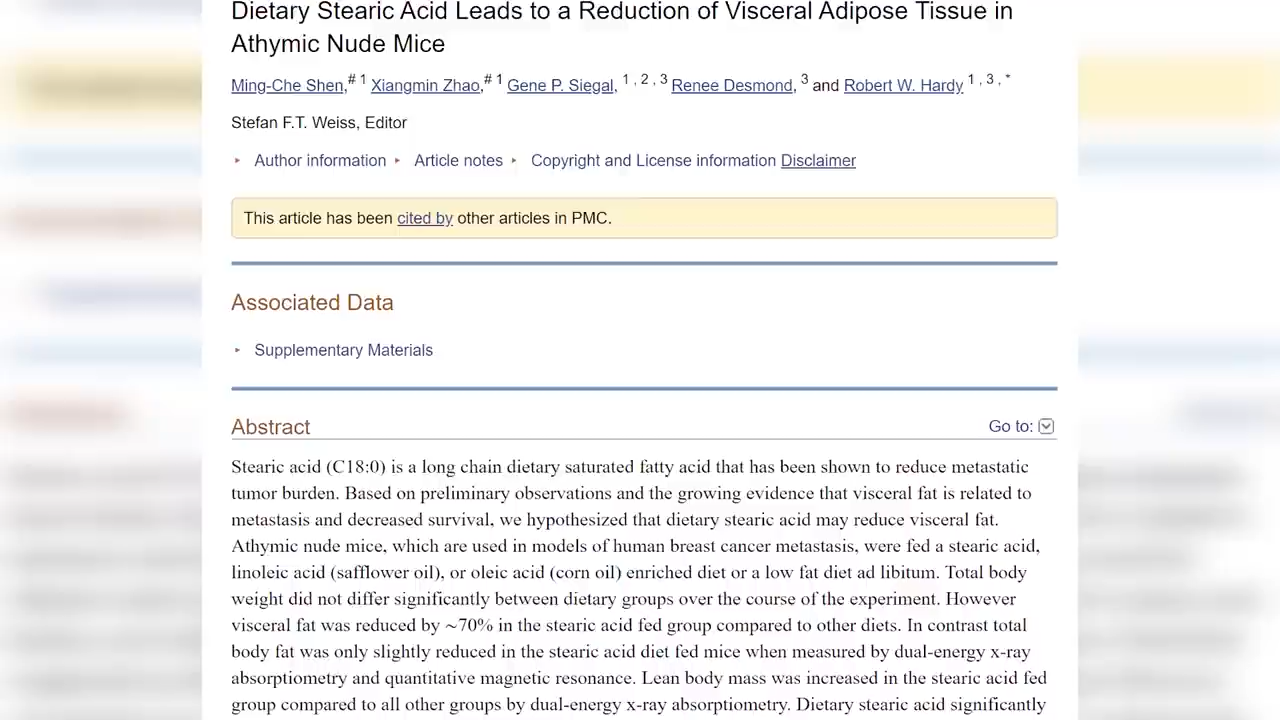 Dietary Stearic Acid Leads to a Reduction of Visceral Adipose Tissue in
Athymic Nude Mice
Ming-Che Shen,# 1 Xiangmin Zhao,# 1 Gene P. Siegal, 1 , 2 , 3 Renee Desmond, 3 and Robert W. Hardy 1 , 3 , *
Stefan F.T. Weiss, Editor
Author information Article notes Copyright and License information Disclaimer
This article has been cited by other articles in PMC.
Associated Data
Supplementary Materials
Abstract Go to:
Stearic acid (C18:0) is a long chain dietary saturated fatty acid that has been shown to reduce metastatic
tumor burden. Based on preliminary observations and the growing evidence that visceral fat is related to
metastasis and decreased survival, we hypothesized that dietary stearic acid may reduce visceral fat.
Athymic nude mice, which are used in models of human breast cancer metastasis, were fed a stearic acid,
linoleic acid (safflower oil), or oleic acid (corn oil) enriched diet or a low fat diet ad libitum. Total body
weight did not differ significantly between dietary groups over the course of the experiment. However
visceral fat was reduced by ~70% in the stearic acid fed group compared to other diets. In contrast total
body fat was only slightly reduced in the stearic acid diet fed mice when measured by dual-energy x-ray
absorptiometry and quantitative magnetic resonance. Lean body mass was increased in the stearic acid fed
group compared to all other groups by dual-energy x-ray absorptiometry. Dietary stearic acid significantly